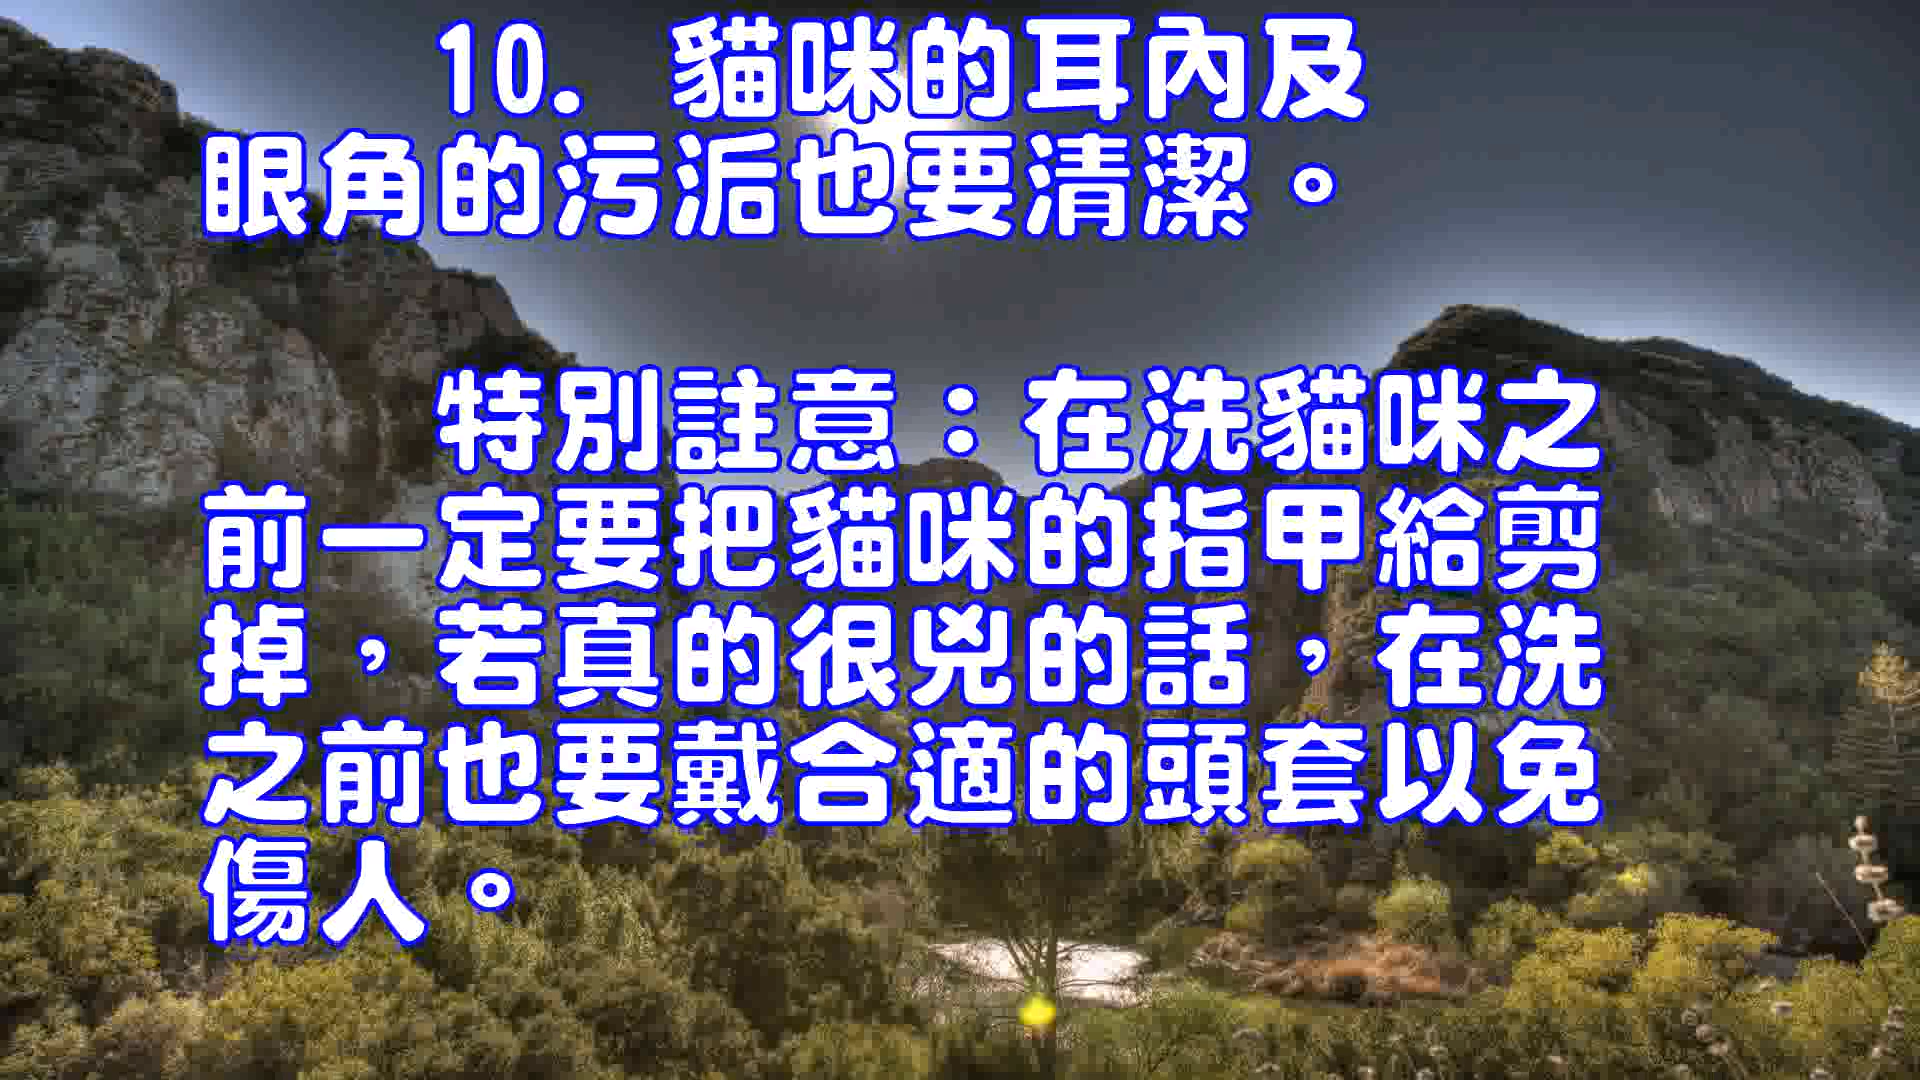 10. 貓咪的耳內及
眼角的污垢也要清潔。
特別註意：在洗貓咪之
前一定要把貓咪的指甲給剪
掉，若真的很兇的話，在洗
之前也要戴合適的頭套以免
傷人。